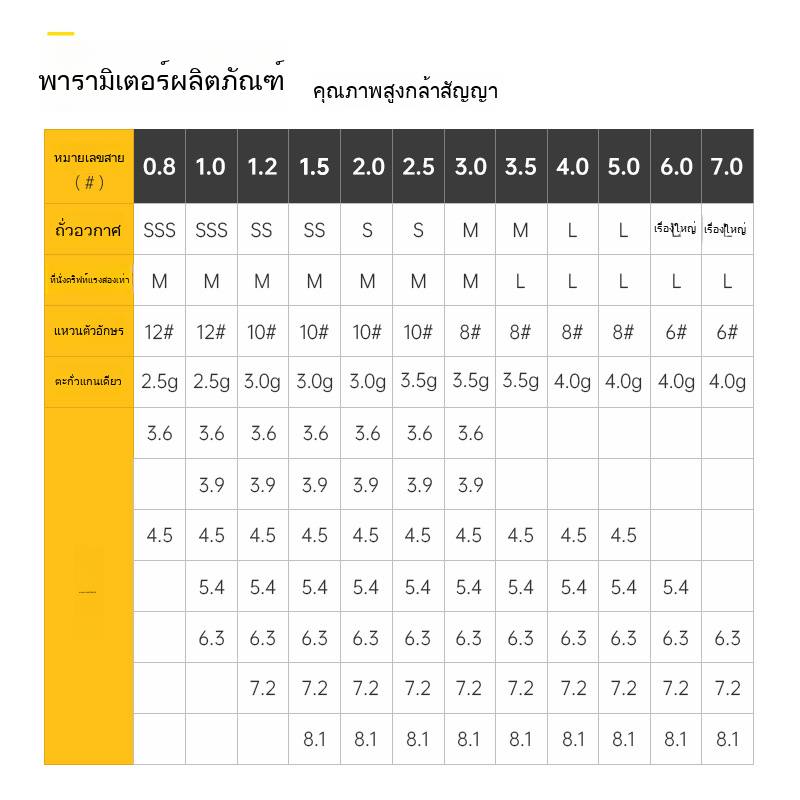 พารามิเตอร์ผลิตภัณฑ์
คุณภาพสูงกล้าสัญญา
หมายเลขสาย (#) 0.8 1.0 1.2 1.5 2.0 2.5 3.0 3.5 4.0 5.0 6.0 7.0
ถั่วอวกาศ SSS SSS SS SS S S M M L L เรื่องใหญ่ เรื่องใหญ่
ที่นั่งดริฟท์แรงสองเท่า M M M M M M M L L L L L
แหวนตัวอักษร 12# 12# 10# 10# 10# 10# 8# 8# 8# 8# 6# 6#
ตะกั่วแกนเดียว 2.5g 2.5g 3.0g 3.0g 3.0g 3.5g 3.5g 3.5g 4.0g 4.0g 4.0g 4.0g
3.6 3.6 3.6 3.6 3.6 3.6 3.6
3.9 3.9 3.9 3.9 3.9 3.9
4.5 4.5 4.5 4.5 4.5 4.5 4.5 4.5 4.5 4.5
5.4 5.4 5.4 5.4 5.4 5.4 5.4 5.4 5.4 5.4
6.3 6.3 6.3 6.3 6.3 6.3 6.3 6.3 6.3 6.3 6.3
7.2 7.2 7.2 7.2 7.2 7.2 7.2 7.2 7.2 7.2
8.1 8.1 8.1 8.1 8.1 8.1 8.1 8.1 8.1